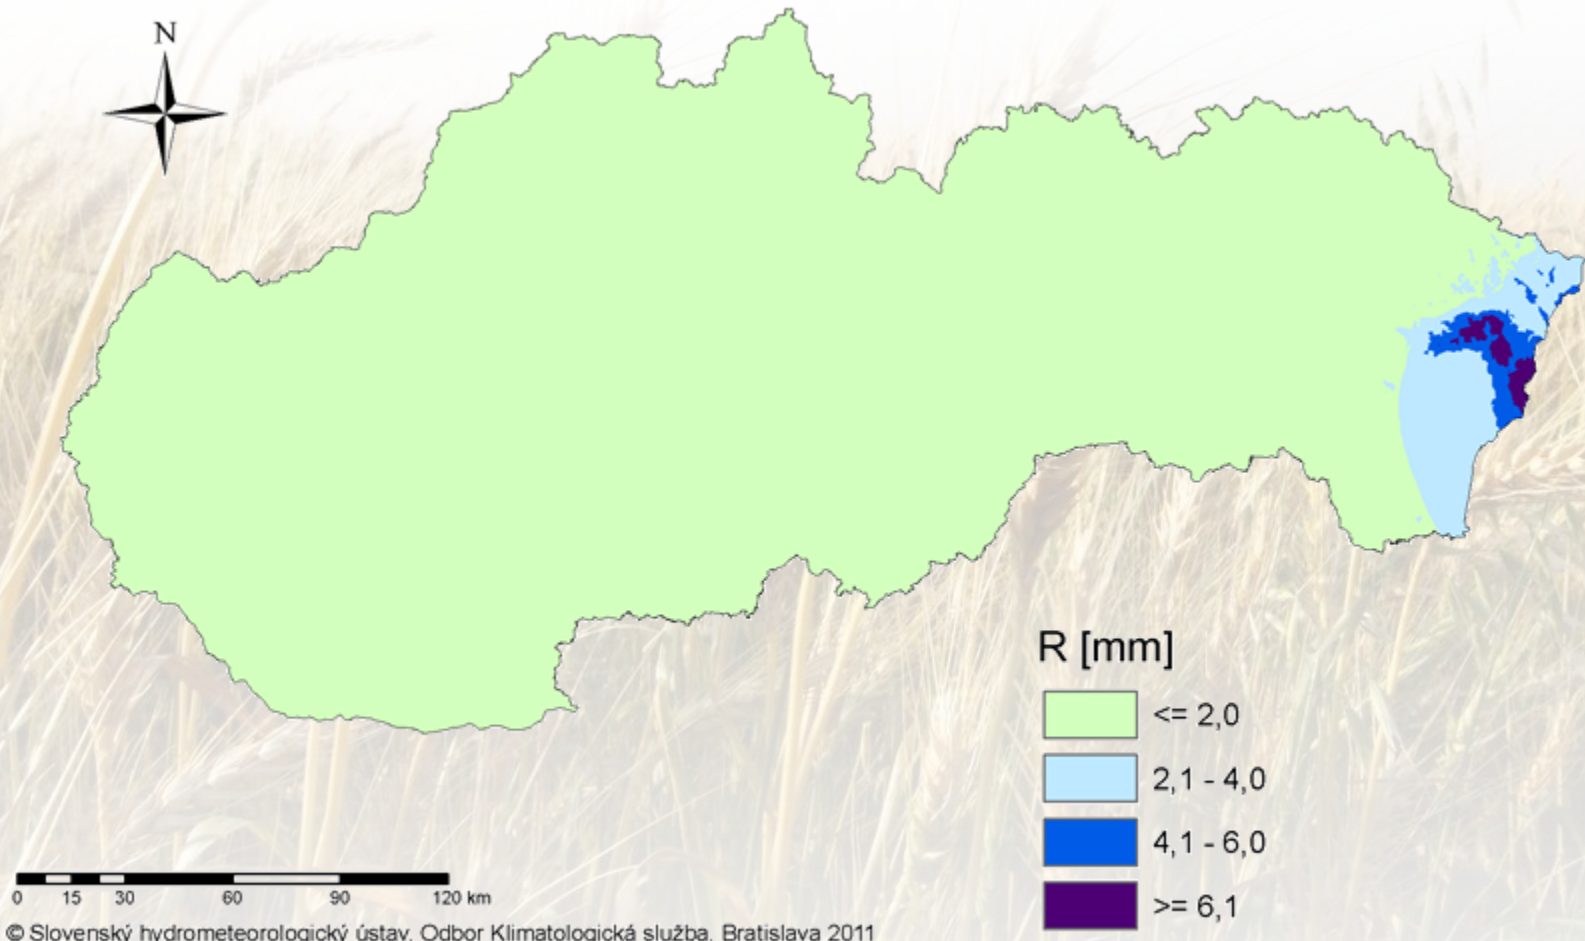 N
R [mm]
<= 2,0
2,1 - 4,0
4,1 - 6,0
>= 6,1
0 15 30 60 90 120 km
© Slovenský hydrometeorologický ústav, Odbor Klimatologická služba, Bratislava 2011